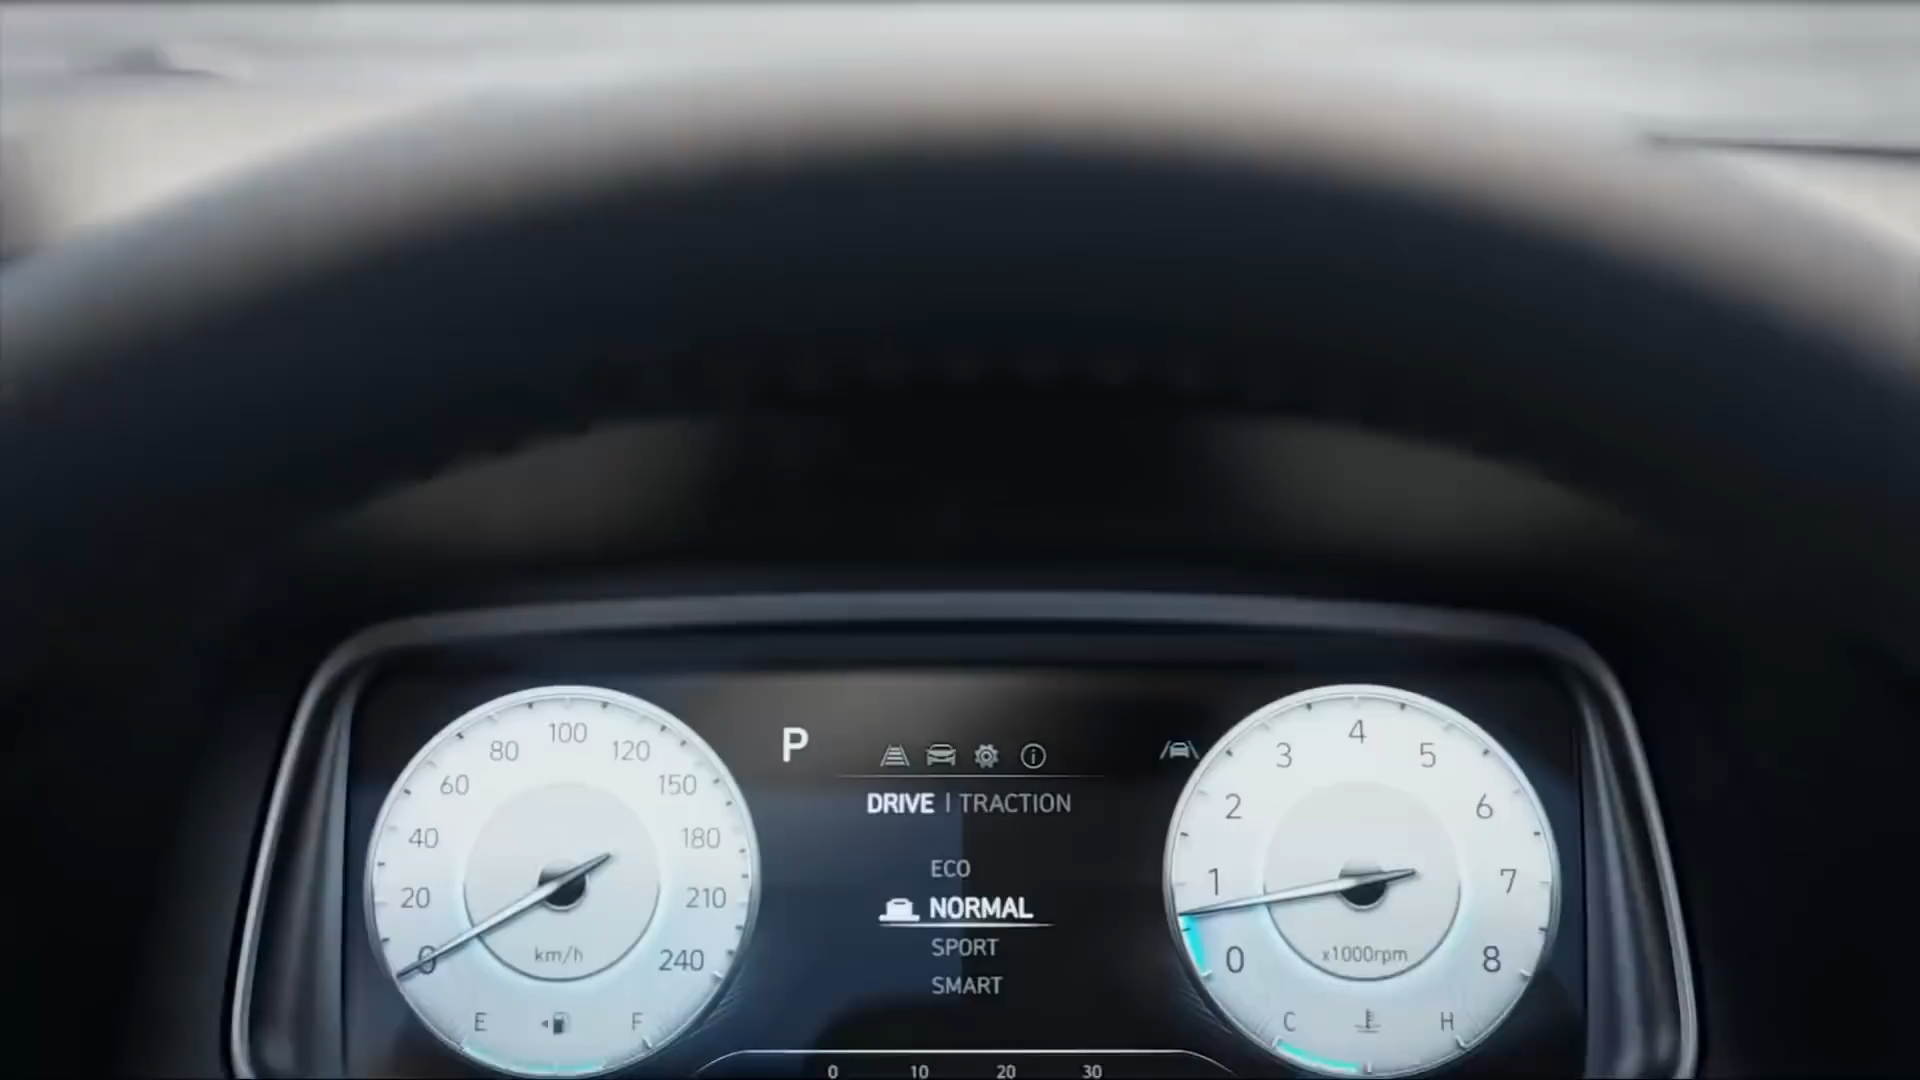 P
DRIVE | TRACTION
ECO
NORMAL
SPORT
SMART
0 20 40 60 80 100 120 150 180 210 240
km/h
E F
0 1 2 3 4 5 6 7 8
x1000rpm
C H
0 10 20 30